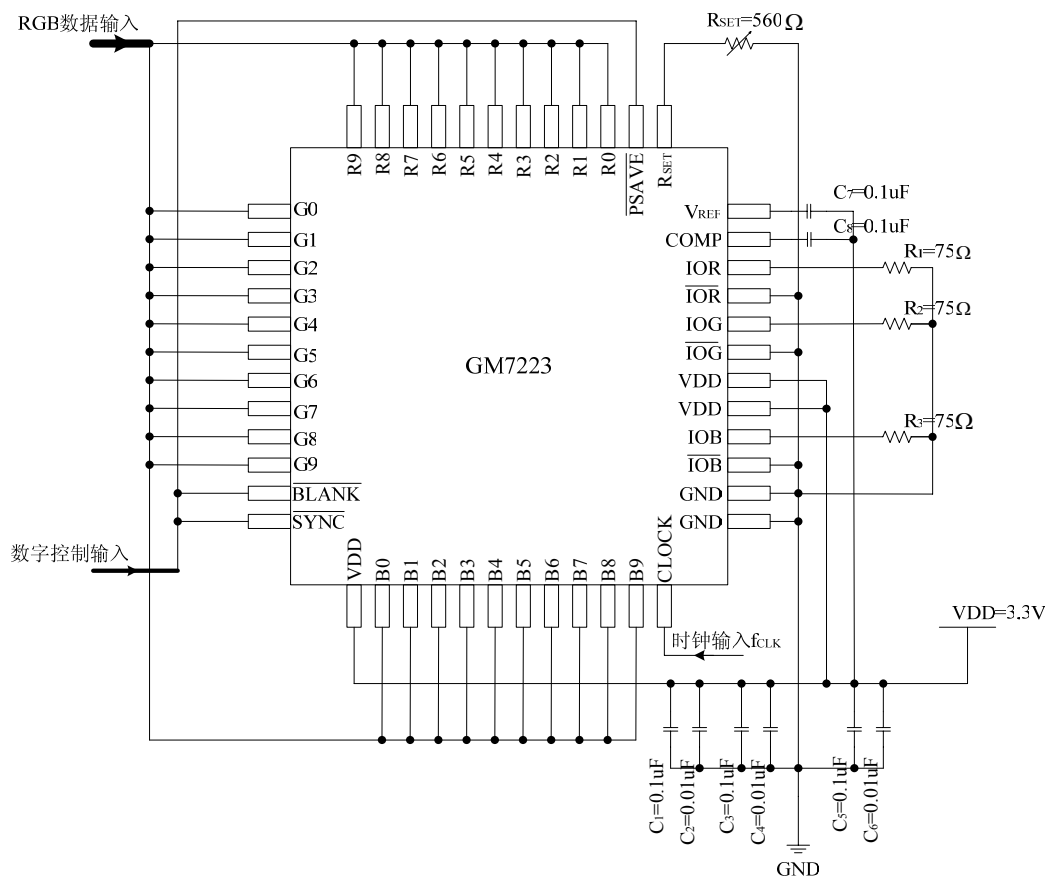 RGB数据输入
RSET=560Ω
R9
R8
R7
R6
R5
R4
R3
R2
R1
R0
PSAVE
RSET
G0
G1
G2
G3
G4
G5
G6
G7
G8
G9
BLANK
SYNC
GM7223
VREF
COMP
IOR
IOR
IOG
IOG
VDD
VDD
IOB
IOB
GND
GND
C7=0.1uF
C8=0.1uF
R1=75Ω
R2=75Ω
R3=75Ω
数字控制输入
VDD
B0
B1
B2
B3
B4
B5
B6
B7
B8
B9
CLOCK
时钟输入fCLK
VDD=3.3V
C1=0.1uF
C2=0.01uF
C3=0.1uF
C4=0.01uF
C5=0.1uF
C6=0.01uF
GND